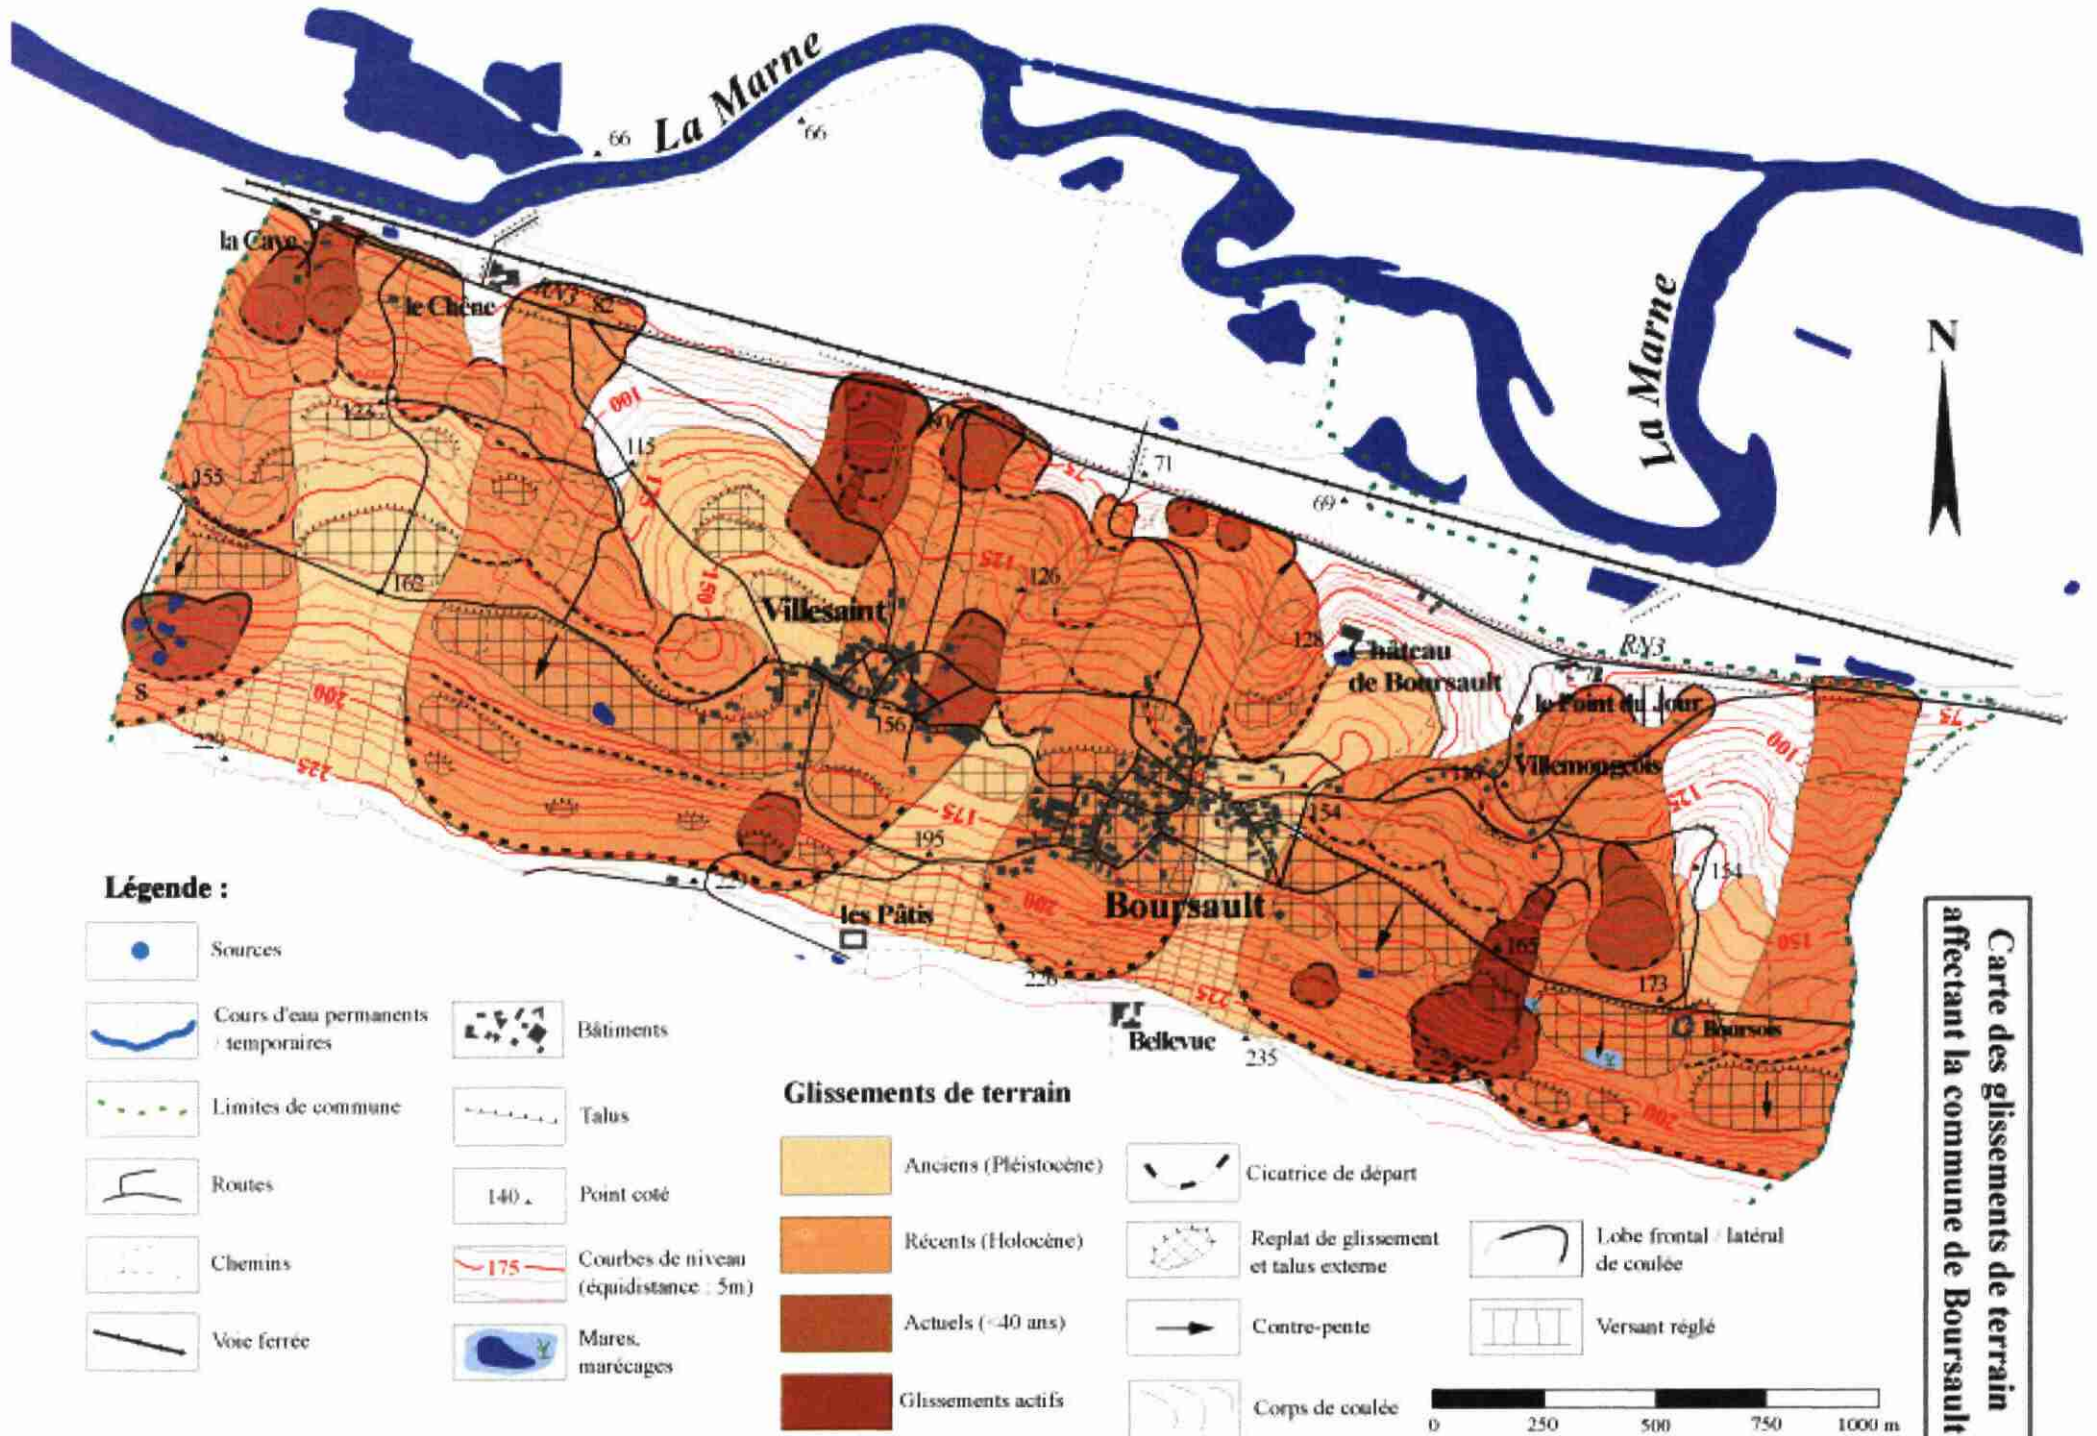 La Marne
66
66
la Cave
le Chêne
RN3
82
100
115
175
155
162
150
Villesaint
125
126
75
71
69
La Marne
N
128
Château
de Boursault
RN3
le Point du Jour
Villemongeois
75
100
125
154
154
156
175
195
200
225
229
S
200
Boursault
les Pâtis
226
Bellevue
225
235
165
173
150
Boursois
200
Légende :
Sources
Cours d'eau permanents
/ temporaires
Limites de commune
Routes
Chemins
Voie ferrée
Bâtiments
Talus
140
Point coté
175
Courbes de niveau
(équidistance : 5m)
Mares,
marécages
Glissements de terrain
Anciens (Pléistocène)
Récents (Holocène)
Actuels (<40 ans)
Glissements actifs
Cicatrice de départ
Replat de glissement
et talus externe
Contre-pente
Corps de coulée
Lobe frontal / latéral
de coulée
Versant réglé
0 250 500 750 1000 m
Carte des glissements de terrain
affectant la commune de Boursault